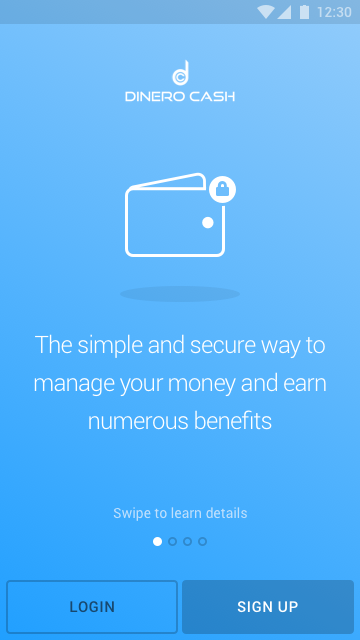 12:30
DINERO CASH
The simple and secure way to
manage your money and earn
numerous benefits
Swipe to learn details
LOGIN
SIGN UP